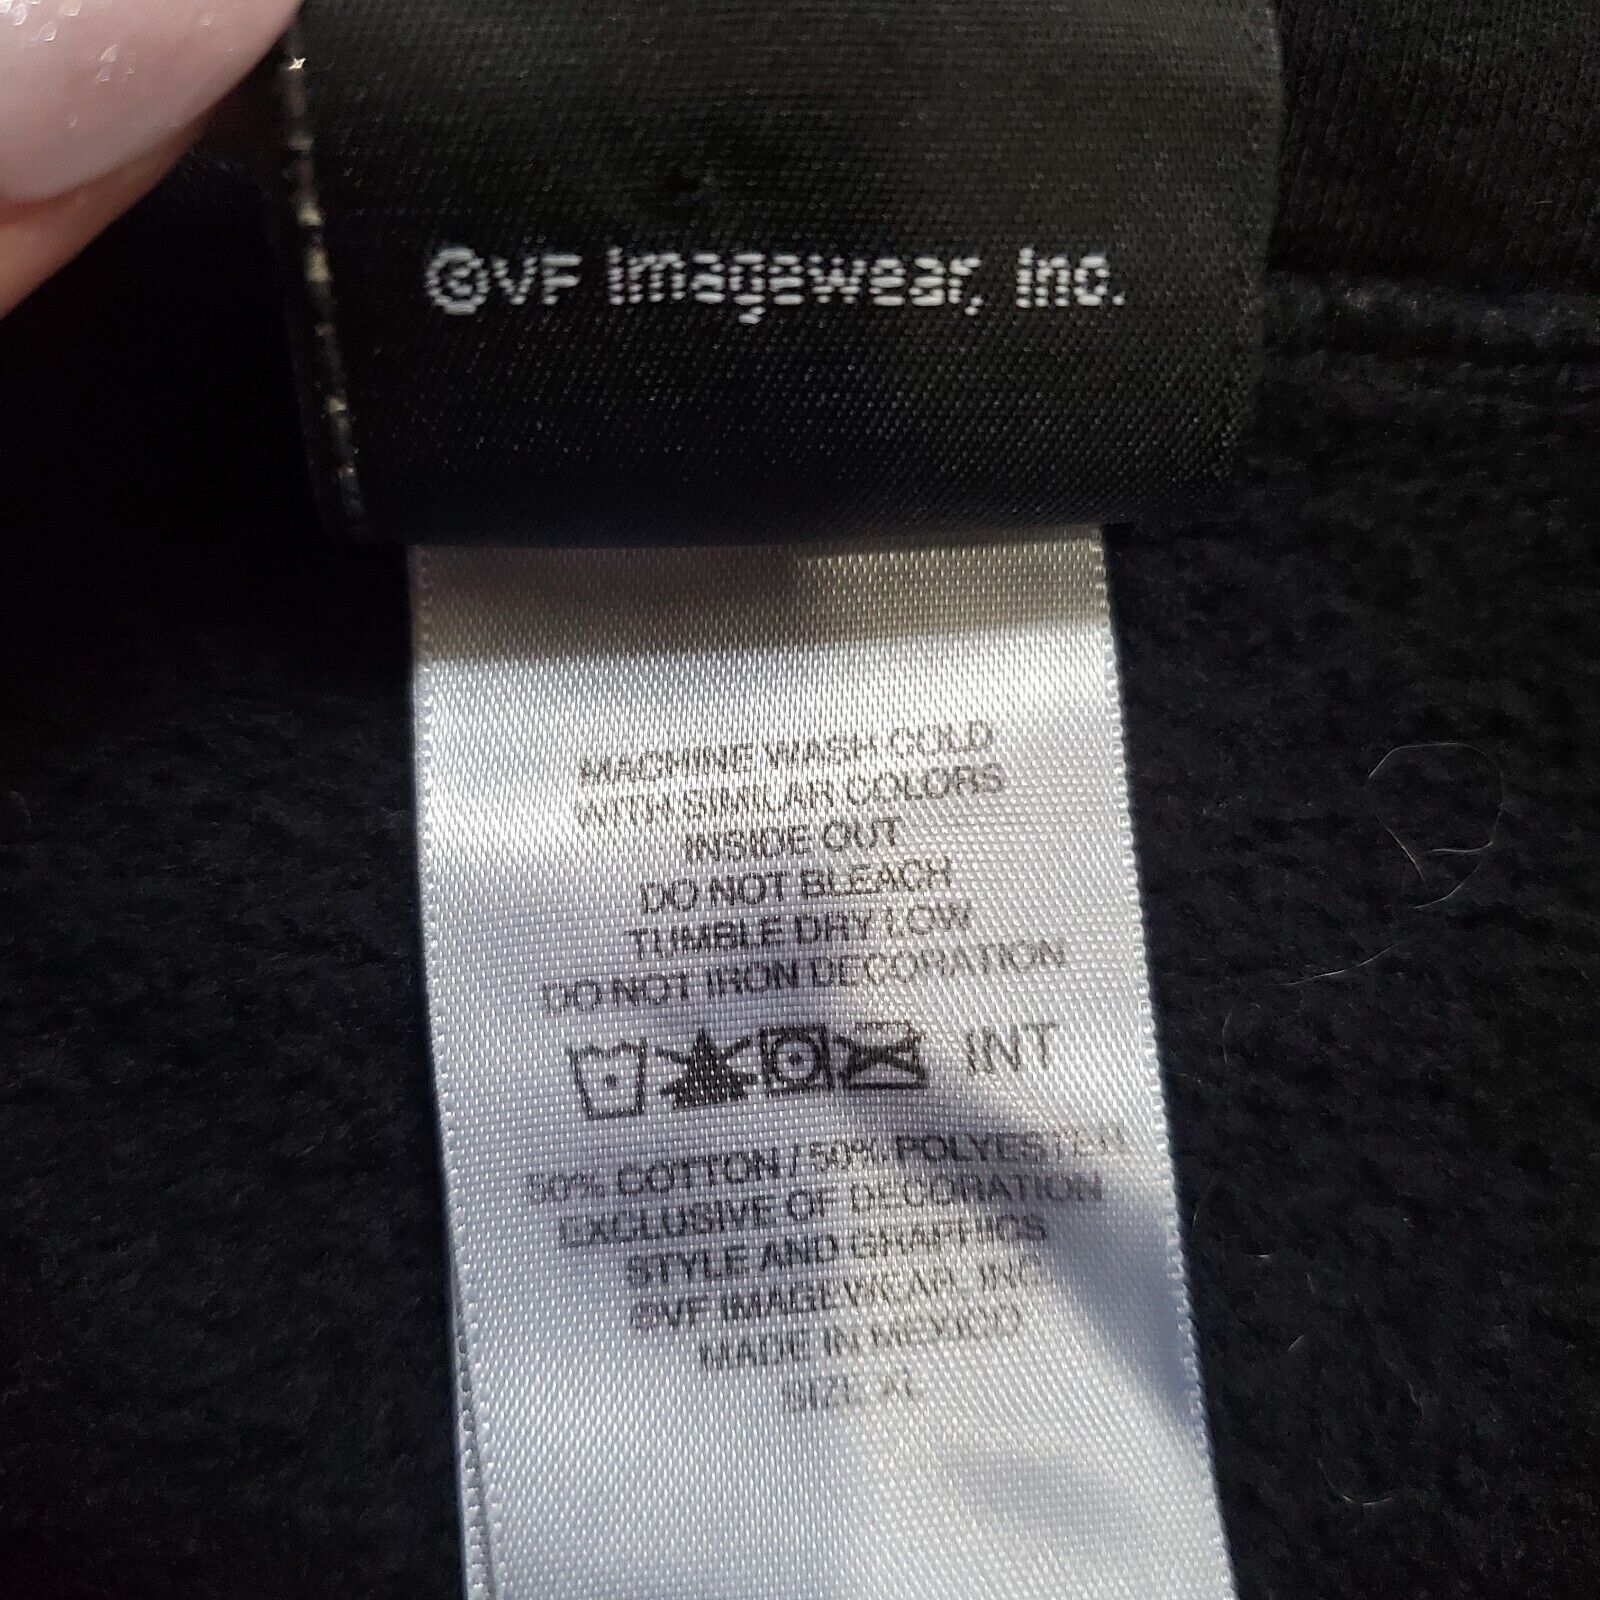 ©VF Imagewear, Inc.
MACHINE WASH COLD
WITH SIMILAR COLORS
INSIDE OUT
DO NOT BLEACH
TUMBLE DRY LOW
DO NOT IRON DECORATION
INT
50% COTTON / 50% POLYESTER
EXCLUSIVE OF DECORATION
STYLE AND GRAPHICS
©VF IMAGEWEAR, INC
MADE IN MEXICO
SIZE: XL